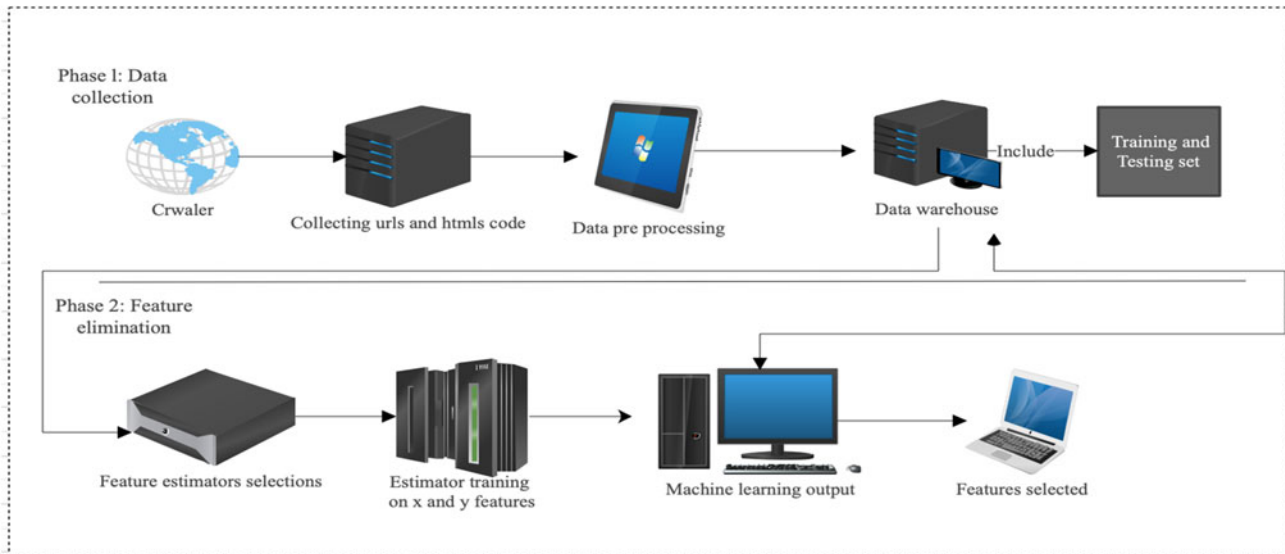 Phase l: Data
collection
Crwaler
Collecting urls and htmls code
Data pre processing
Data warehouse
Include
Training and
Testing set
Phase 2: Feature
elimination
Feature estimators selections
Estimator training
on x and y features
Machine learning output
Features selected